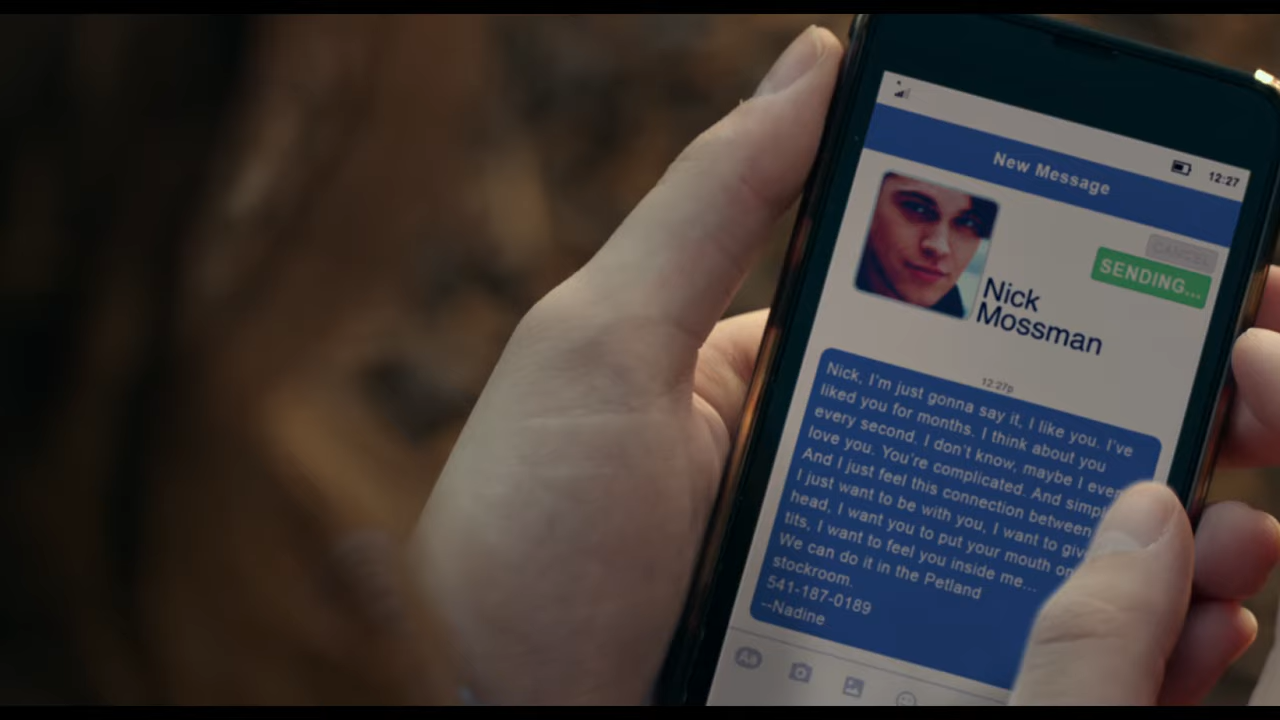 12:27
New Message
CANCEL
SENDING...
Nick
Mossman
12:27p
Nick, I'm just gonna say it, I like you. I've
liked you for months. I think about you
every second. I don't know, maybe I even
love you. You're complicated. And simple
And I just feel this connection between
I just want to be with you, I want to give
head, I want you to put your mouth on
tits, I want to feel you inside me...
We can do it in the Petland
stockroom.
541-187-0189
--Nadine
Aa